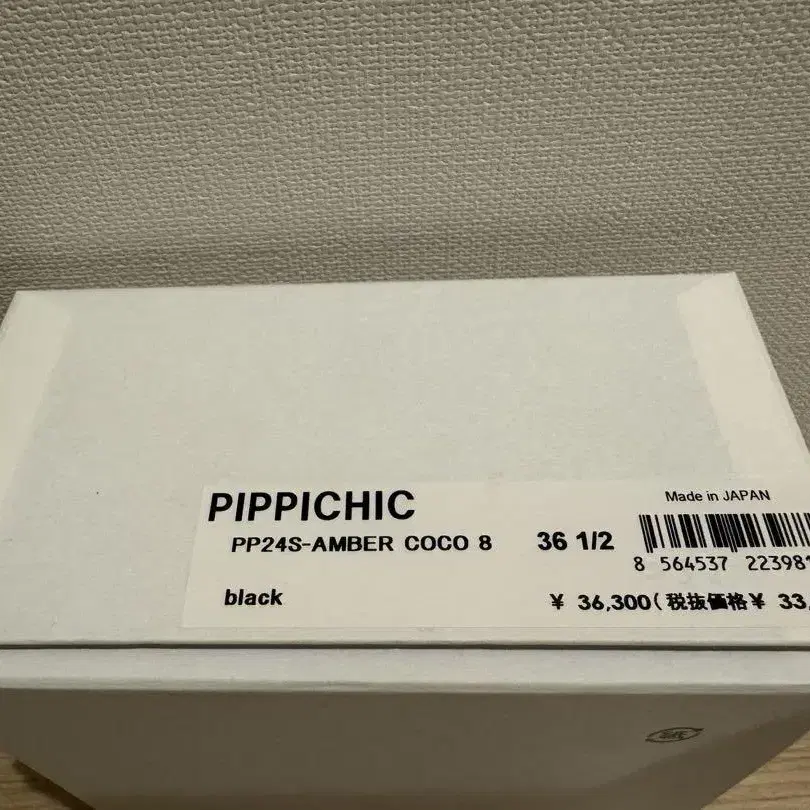 PIPPICHIC
Made in JAPAN
PP24S-AMBER COCO 8 36 1/2
8 564537 223981
black
¥ 36,300(税抜価格¥ 33,